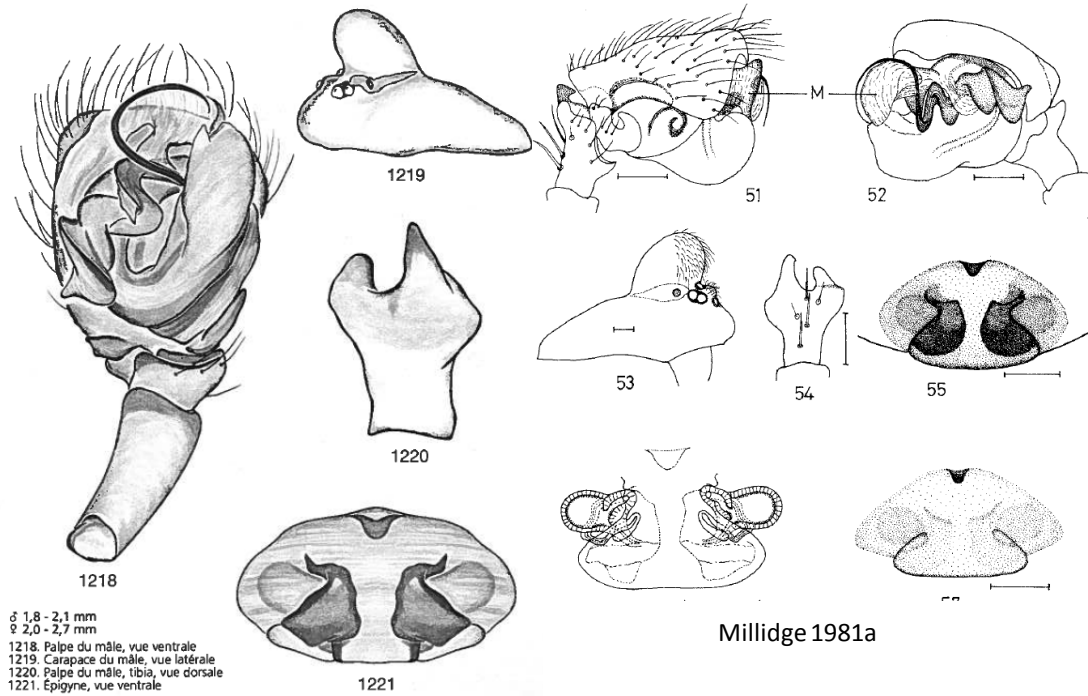 1219
M
51
52
1220
53
54
55
1218
1221
♂ 1,8 - 2,1 mm
♀ 2,0 - 2,7 mm
1218. Palpe du mâle, vue ventrale
1219. Carapace du mâle, vue latérale
1220. Palpe du mâle, tibia, vue dorsale
1221. Épigyne, vue ventrale
Millidge 1981a